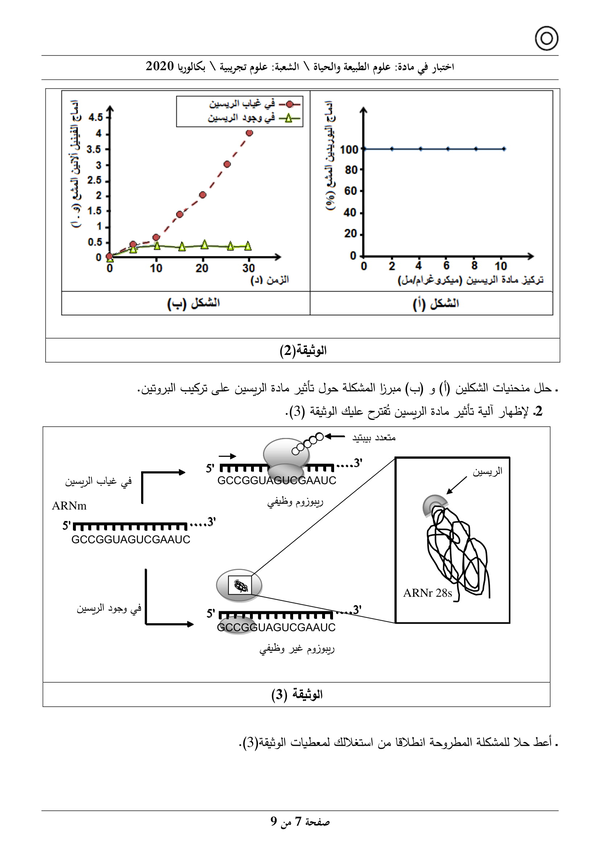 اختبار في مادة: علوم الطبيعة والحياة \ الشعبة: علوم تجريبية \ بكالوريا 2020
ادماج اليوريدين المشع (%)
100
80
60
40
20
0
0 2 4 6 8 10
تركيز مادة الريسين (ميكروغرام/مل)
الشكل (أ)
ادماج الفينيل ألانين المشع (و .ا)
في غياب الريسين
في وجود الريسين
4.5
4
3.5
3
2.5
2
1.5
1
0.5
0
0 10 20 30
الزمن (د)
الشكل (ب)
الوثيقة(2)
. حلل منحنيات الشكلين (أ) و (ب) مبرزا المشكلة حول تأثير مادة الريسين على تركيب البروتين.
2. لإظهار آلية تأثير مادة الريسين تُقترح عليك الوثيقة (3).
متعدد بيبتيد
5' ....3'
GCCGGUAGUCGAAUC
ريبوزوم وظيفي
في غياب الريسين
ARNm
5' ....3'
GCCGGUAGUCGAAUC
في وجود الريسين
5' ....3'
GCCGGUAGUCGAAUC
ريبوزوم غير وظيفي
الريسين
ARNr 28s
الوثيقة (3)
. أعط حلا للمشكلة المطروحة انطلاقا من استغلالك لمعطيات الوثيقة(3).
صفحة 7 من 9